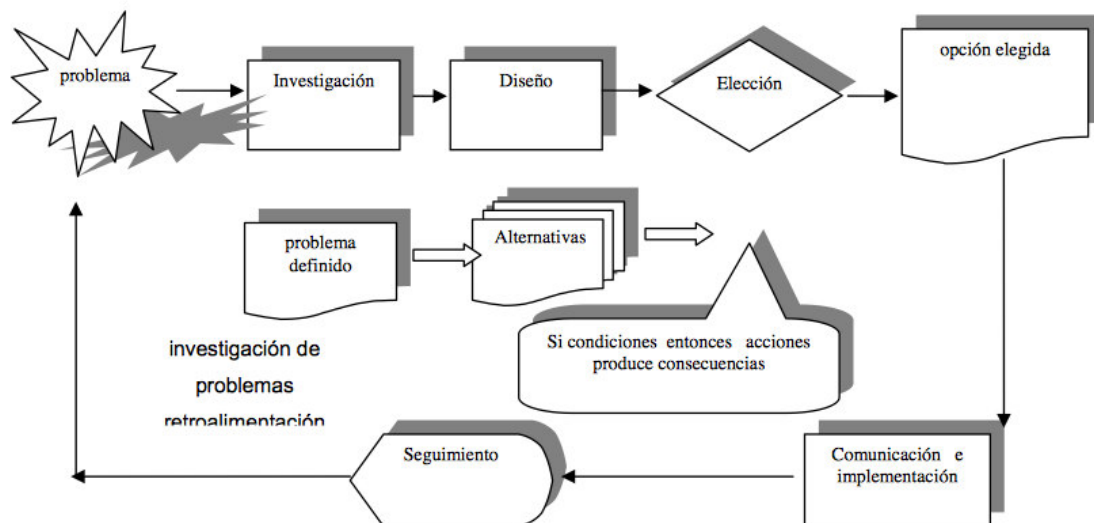 problema
Investigación
Diseño
Elección
opción elegida
problema
definido
Alternativas
Si condiciones entonces acciones
produce consecuencias
investigación de
problemas
retroalimentación
Seguimiento
Comunicación e
implementación